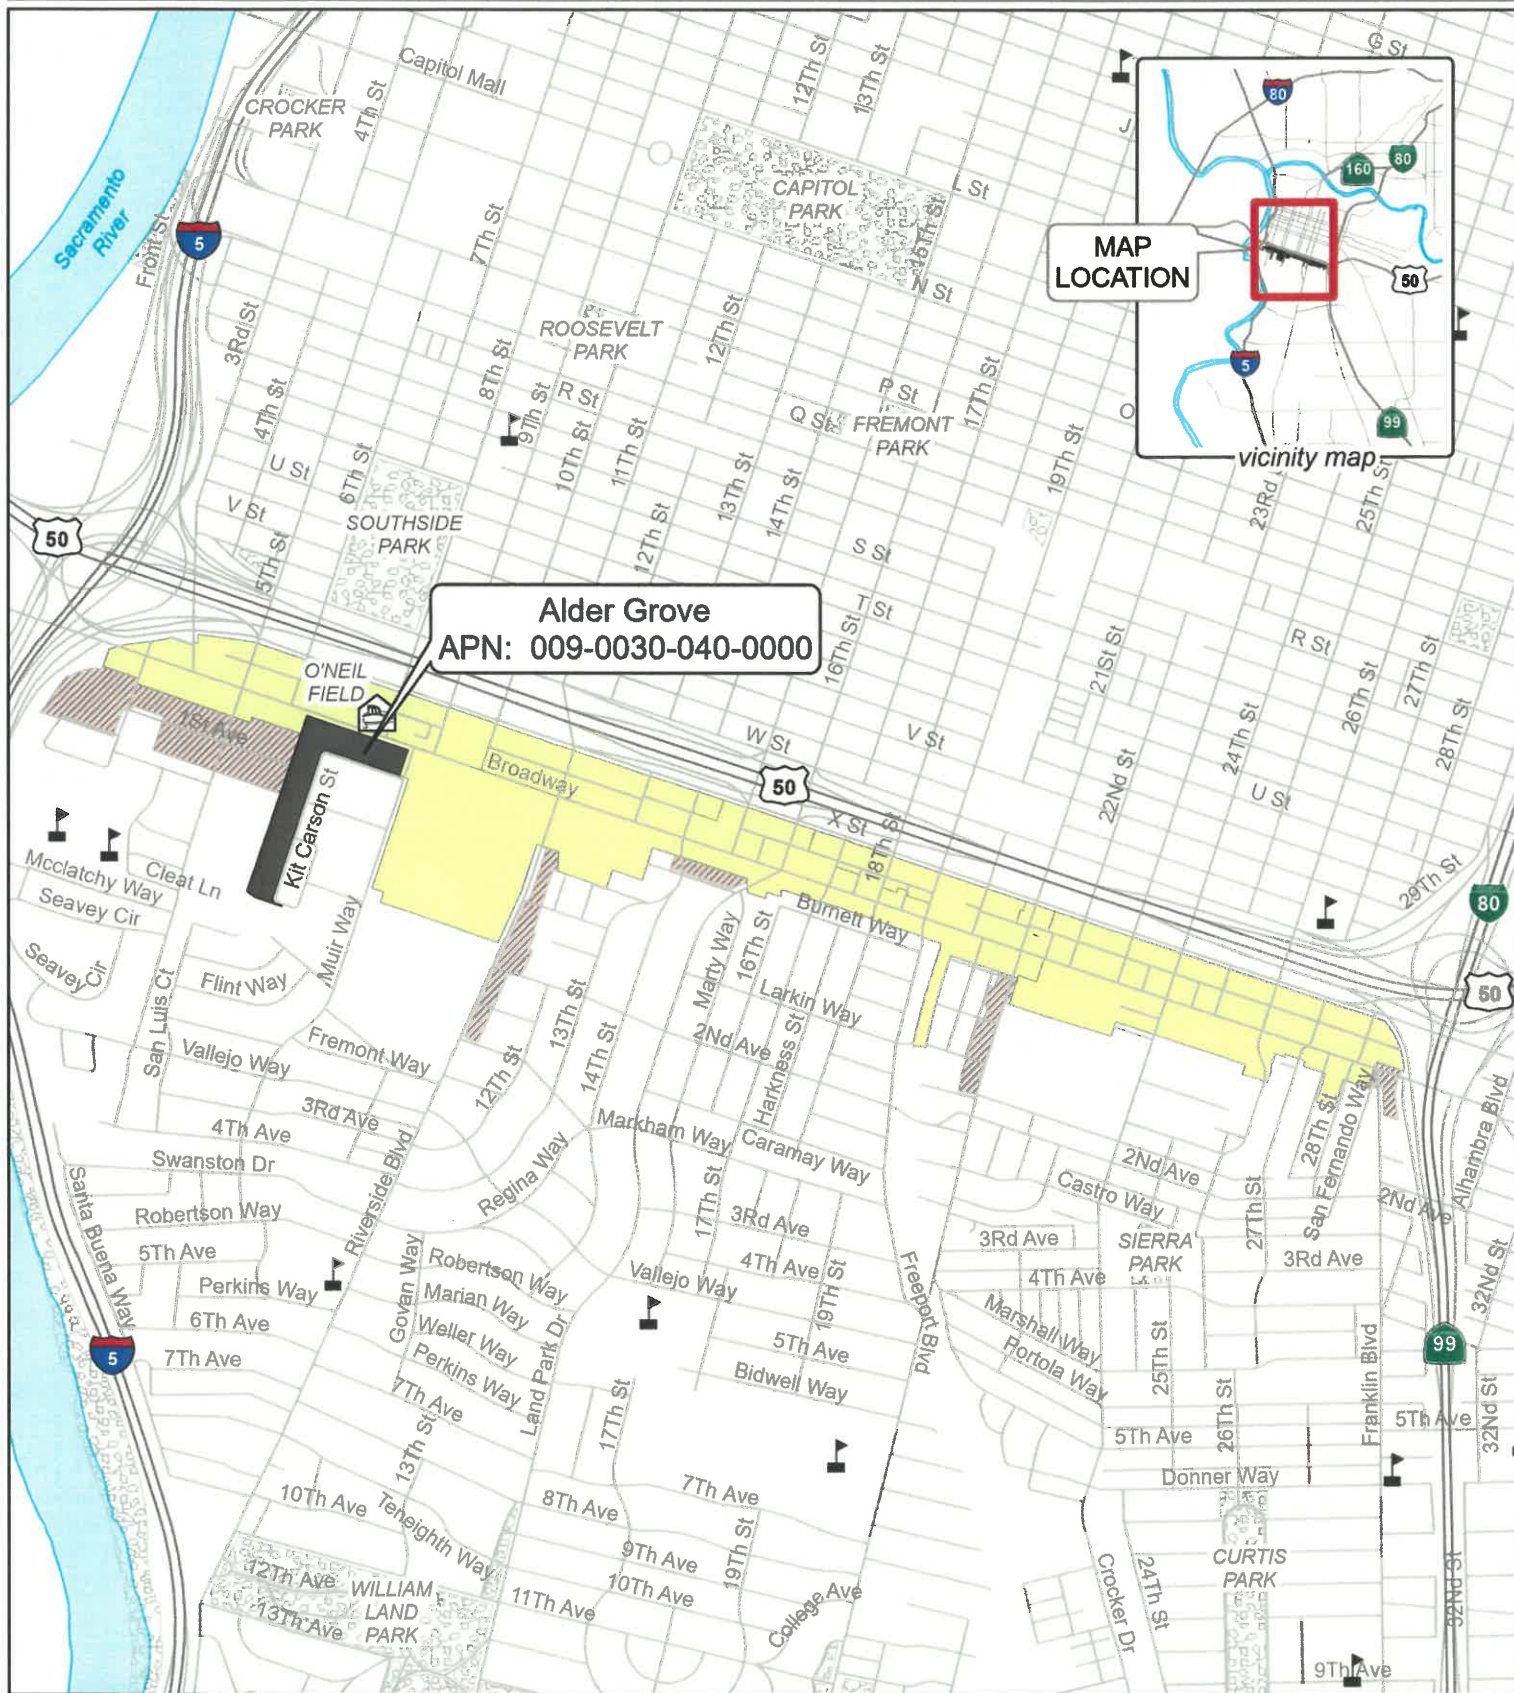 G St
12Th St
13Th St
Capitol Mall
CROCKER
PARK
4Th St
J
80
160
80
MAP
LOCATION
50
5
99
vicinity map
CAPITOL
PARK
L St
15Th St
N St
Sacramento
River
Front St
5
7Th St
3Rd St
ROOSEVELT
PARK
12Th St
8Th St
9Th St
R St
P St
Q St
FREMONT
PARK
17Th St
O
4Th St
10Th St
11Th St
19Th St
23Rd
25Th St
U St
6Th St
13Th St
14Th St
V St
SOUTHSIDE
PARK
12Th St
50
5Th St
S St
T St
Alder Grove
APN: 009-0030-040-0000
16Th St
R St
21St St
26Th St
27Th St
O'NEIL
FIELD
1St Ave
W St
V St
24Th St
28Th St
Broadway
50
22Nd St
U St
Kit Carson St
X St
18Th St
Mcclatchy Way
Cleat Ln
Seavey Cir
29Th St
80
Burnett Way
Muir Way
Marty Way
16Th St
Seavey Cir
San Luis Ct
Flint Way
13Th St
Larkin Way
50
Vallejo Way
Fremont Way
12Th St
14Th St
2Nd Ave
Harkness St
3Rd Ave
4Th Ave
Swanston Dr
Markham Way
Caramay Way
28Th St
San Fernando Way
Alhambra Blvd
2Nd Ave
Castro Way
Santa Buena Way
Riverside Blvd
Regina Way
17Th St
27Th St
2Nd Ave
Robertson Way
3Rd Ave
3Rd Ave
SIERRA
PARK
3Rd Ave
5Th Ave
Govan Way
Robertson Way
4Th Ave
4Th Ave
Perkins Way
Marian Way
Vallejo Way
19Th St
Freeport Blvd
Marshall Way
32Nd St
6Th Ave
Weller Way
5Th Ave
Portola Way
5
7Th Ave
Perkins Way
Land Park Dr
Bidwell Way
25Th St
Franklin Blvd
99
7Th Ave
17Th St
26Th St
5Th Ave
5Th Ave
32Nd St
13Th St
Donner Way
10Th Ave
Teneighth Way
8Th Ave
7Th Ave
19Th St
9Th Ave
12Th Ave
WILLIAM
LAND
PARK
11Th Ave
10Th Ave
13Th Ave
College Ave
Crocker Dr
24Th St
CURTIS
PARK
32Nd St
9Th Ave